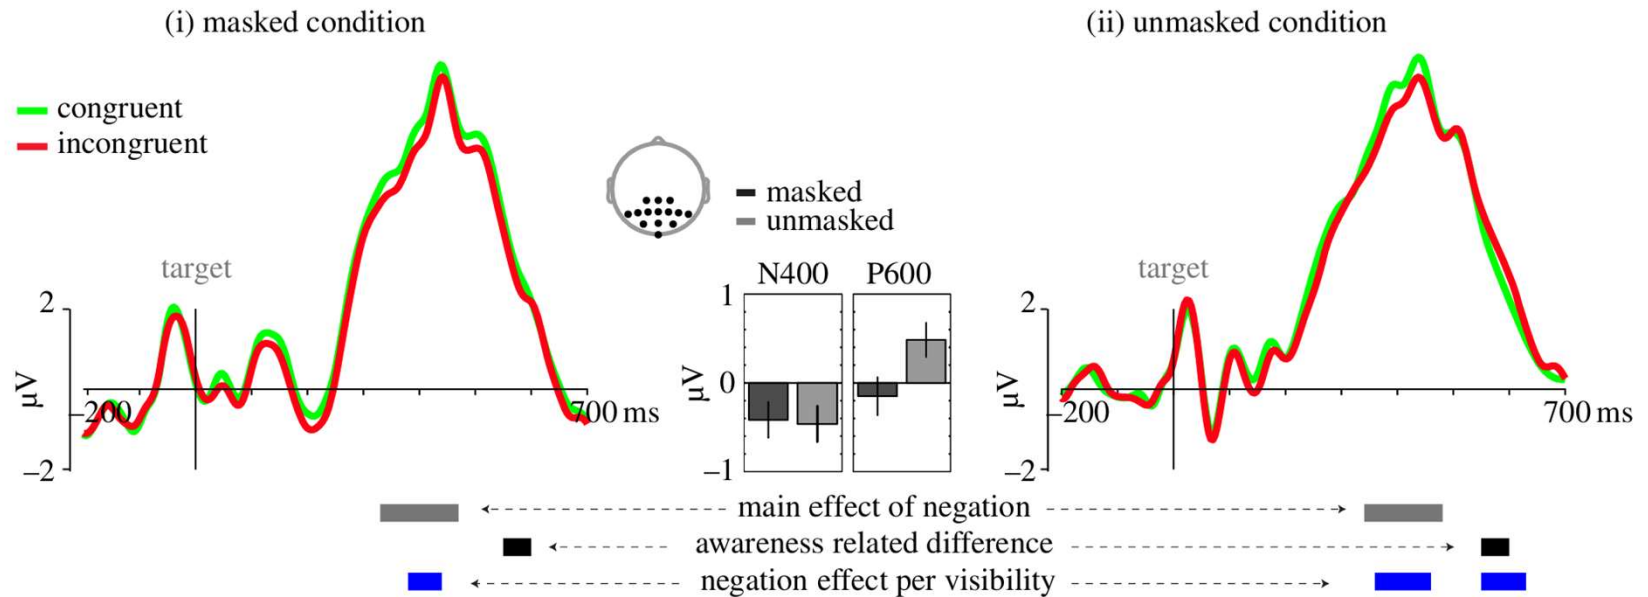 (i) masked condition
(ii) unmasked condition
congruent
incongruent
masked
unmasked
target
target
N400
P600
2
1
2
μV
μV
0
μV
–200
700 ms
–200
700 ms
–2
–1
–2
main effect of negation
awareness related difference
negation effect per visibility